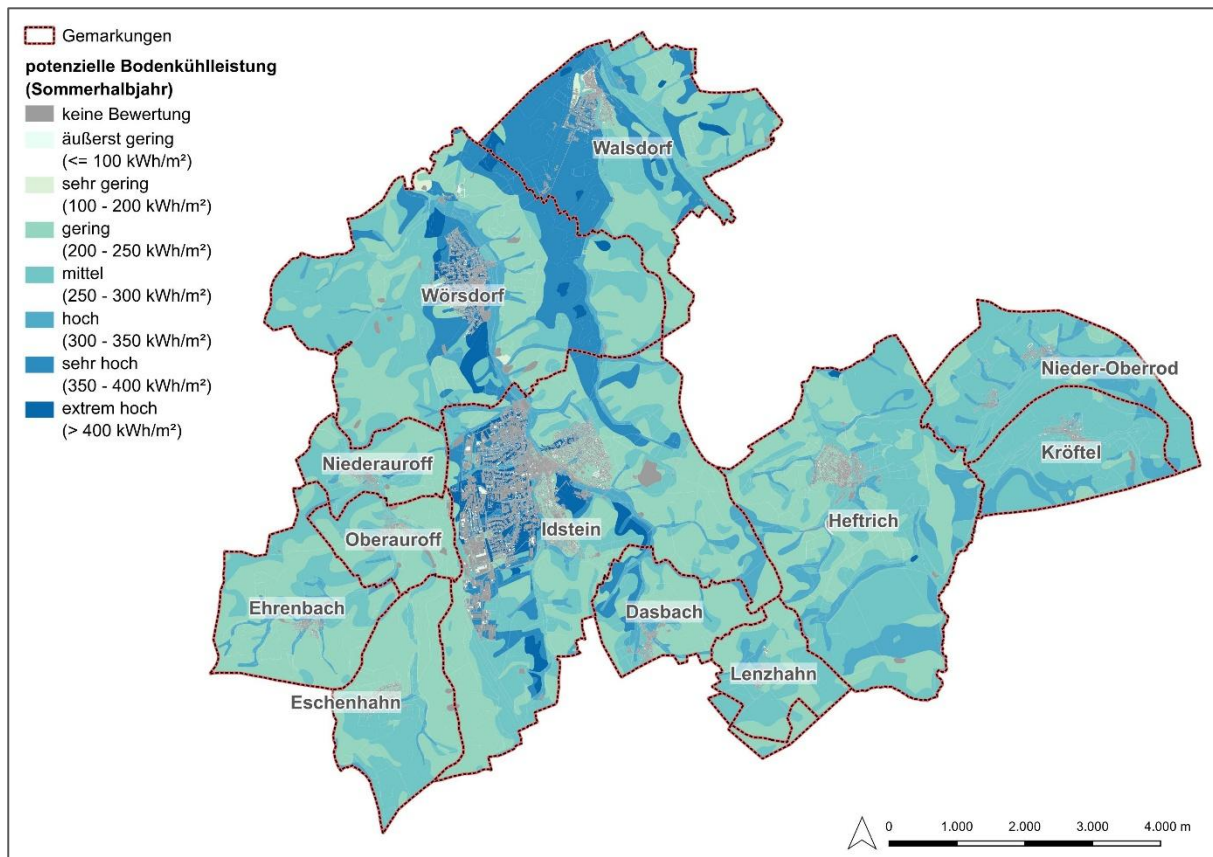 Gemarkungen
potenzielle Bodenkühlleistung
(Sommerhalbjahr)
keine Bewertung
äußerst gering
(<= 100 kWh/m²)
sehr gering
(100 - 200 kWh/m²)
gering
(200 - 250 kWh/m²)
mittel
(250 - 300 kWh/m²)
hoch
(300 - 350 kWh/m²)
sehr hoch
(350 - 400 kWh/m²)
extrem hoch
(> 400 kWh/m²)
Walsdorf
Wörsdorf
Nieder-Oberrod
Kröftel
Niederauroff
Heftrich
Idstein
Oberauroff
Ehrenbach
Dasbach
Lenzhahn
Eschenhahn
0 1.000 2.000 3.000 4.000 m